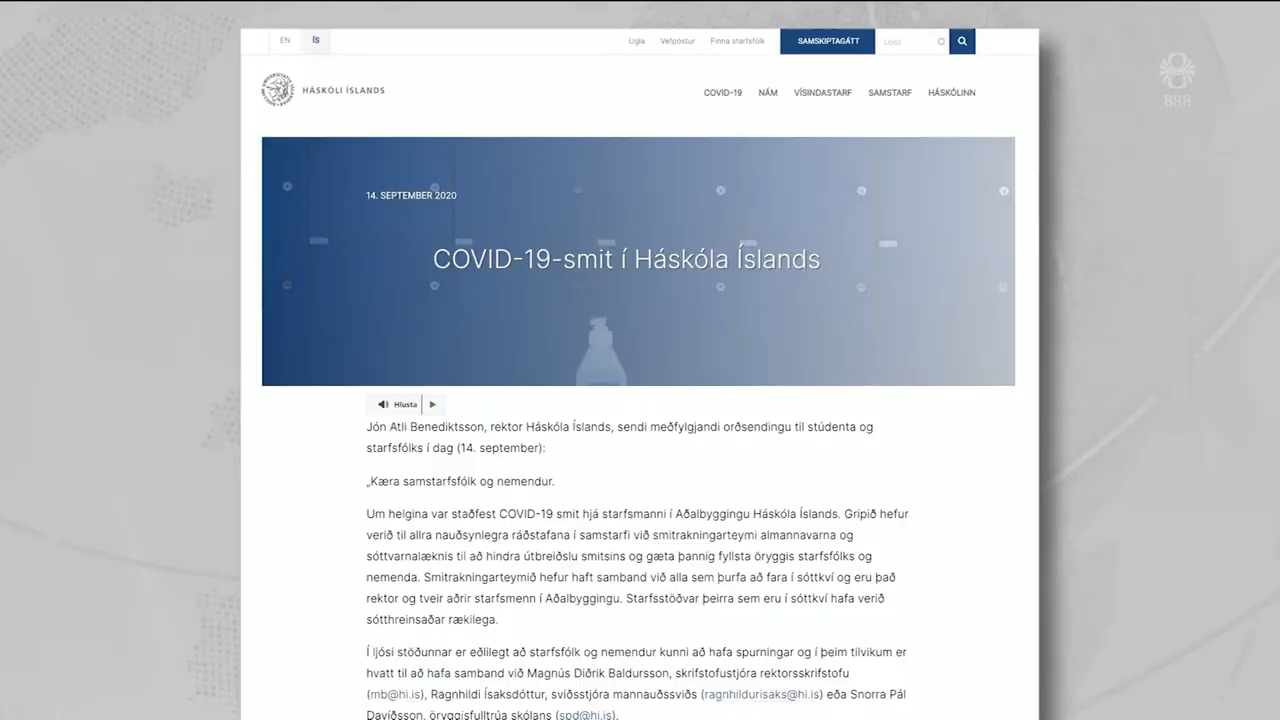 EN ÍS Ugla Vefpóstur Finna starfsfólk SAMSKIPTAGÁTT Leita
888
HÁSKÓLI ÍSLANDS COVID-19 NÁM VÍSINDASTARF SAMSTARF HÁSKÓLINN
14. SEPTEMBER 2020
COVID-19-smit í Háskóla Íslands
Hlusta
Jón Atli Benediktsson, rektor Háskóla Íslands, sendi meðfylgjandi orðsendingu til stúdenta og
starfsfólks í dag (14. september):
„Kæra samstarfsfólk og nemendur.
Um helgina var staðfest COVID-19 smit hjá starfsmanni í Aðalbyggingu Háskóla Íslands. Gripið hefur
verið til allra nauðsynlegra ráðstafana í samstarfi við smitrakningarteymi almannavarna og
sóttvarnalæknis til að hindra útbreiðslu smitsins og gæta þannig fyllsta öryggis starfsfólks og
nemenda. Smitrakningarteymið hefur haft samband við alla sem þurfa að fara í sóttkví og eru það
rektor og tveir aðrir starfsmenn í Aðalbyggingu. Starfsstöðvar þeirra sem eru í sóttkví hafa verið
sótthreinsaðar rækilega.
Í ljósi stöðunnar er eðlilegt að starfsfólk og nemendur kunni að hafa spurningar og í þeim tilvikum er
hvatt til að hafa samband við Magnús Diðrik Baldursson, skrifstofustjóra rektorsskrifstofu
(mb@hi.is), Ragnhildi Ísaksdóttur, sviðsstjóra mannauðssviðs (ragnhildurisaks@hi.is) eða Snorra Pál
Davíðsson, öryggisfulltrúa skólans (spd@hi.is).